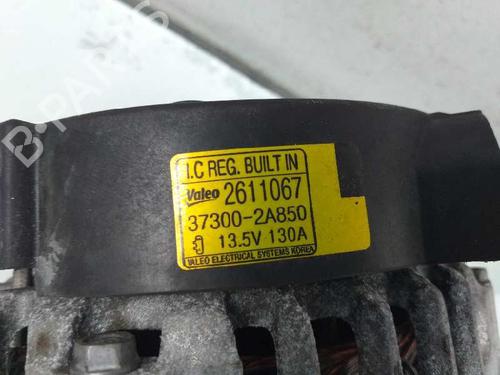 I.C REG. BUILT IN
Valeo 2611067
37300-2A850
13.5V 130A
VALEO ELECTRICAL SYSTEMS KOREA
B-PARTS